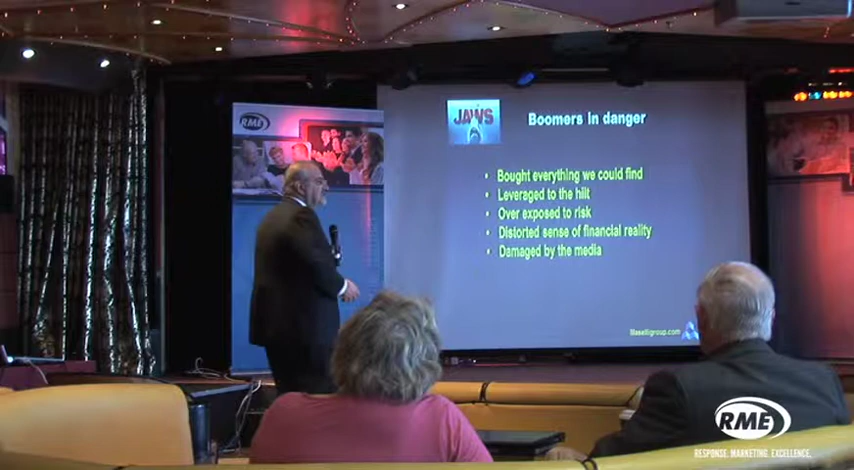 RME
JAWS
Boomers in danger
• Bought everything we could find
• Leveraged to the hilt
• Over exposed to risk
• Distorted sense of financial reality
• Damaged by the media
RME
RESPONSE. MARKETING. EXCELLENCE.